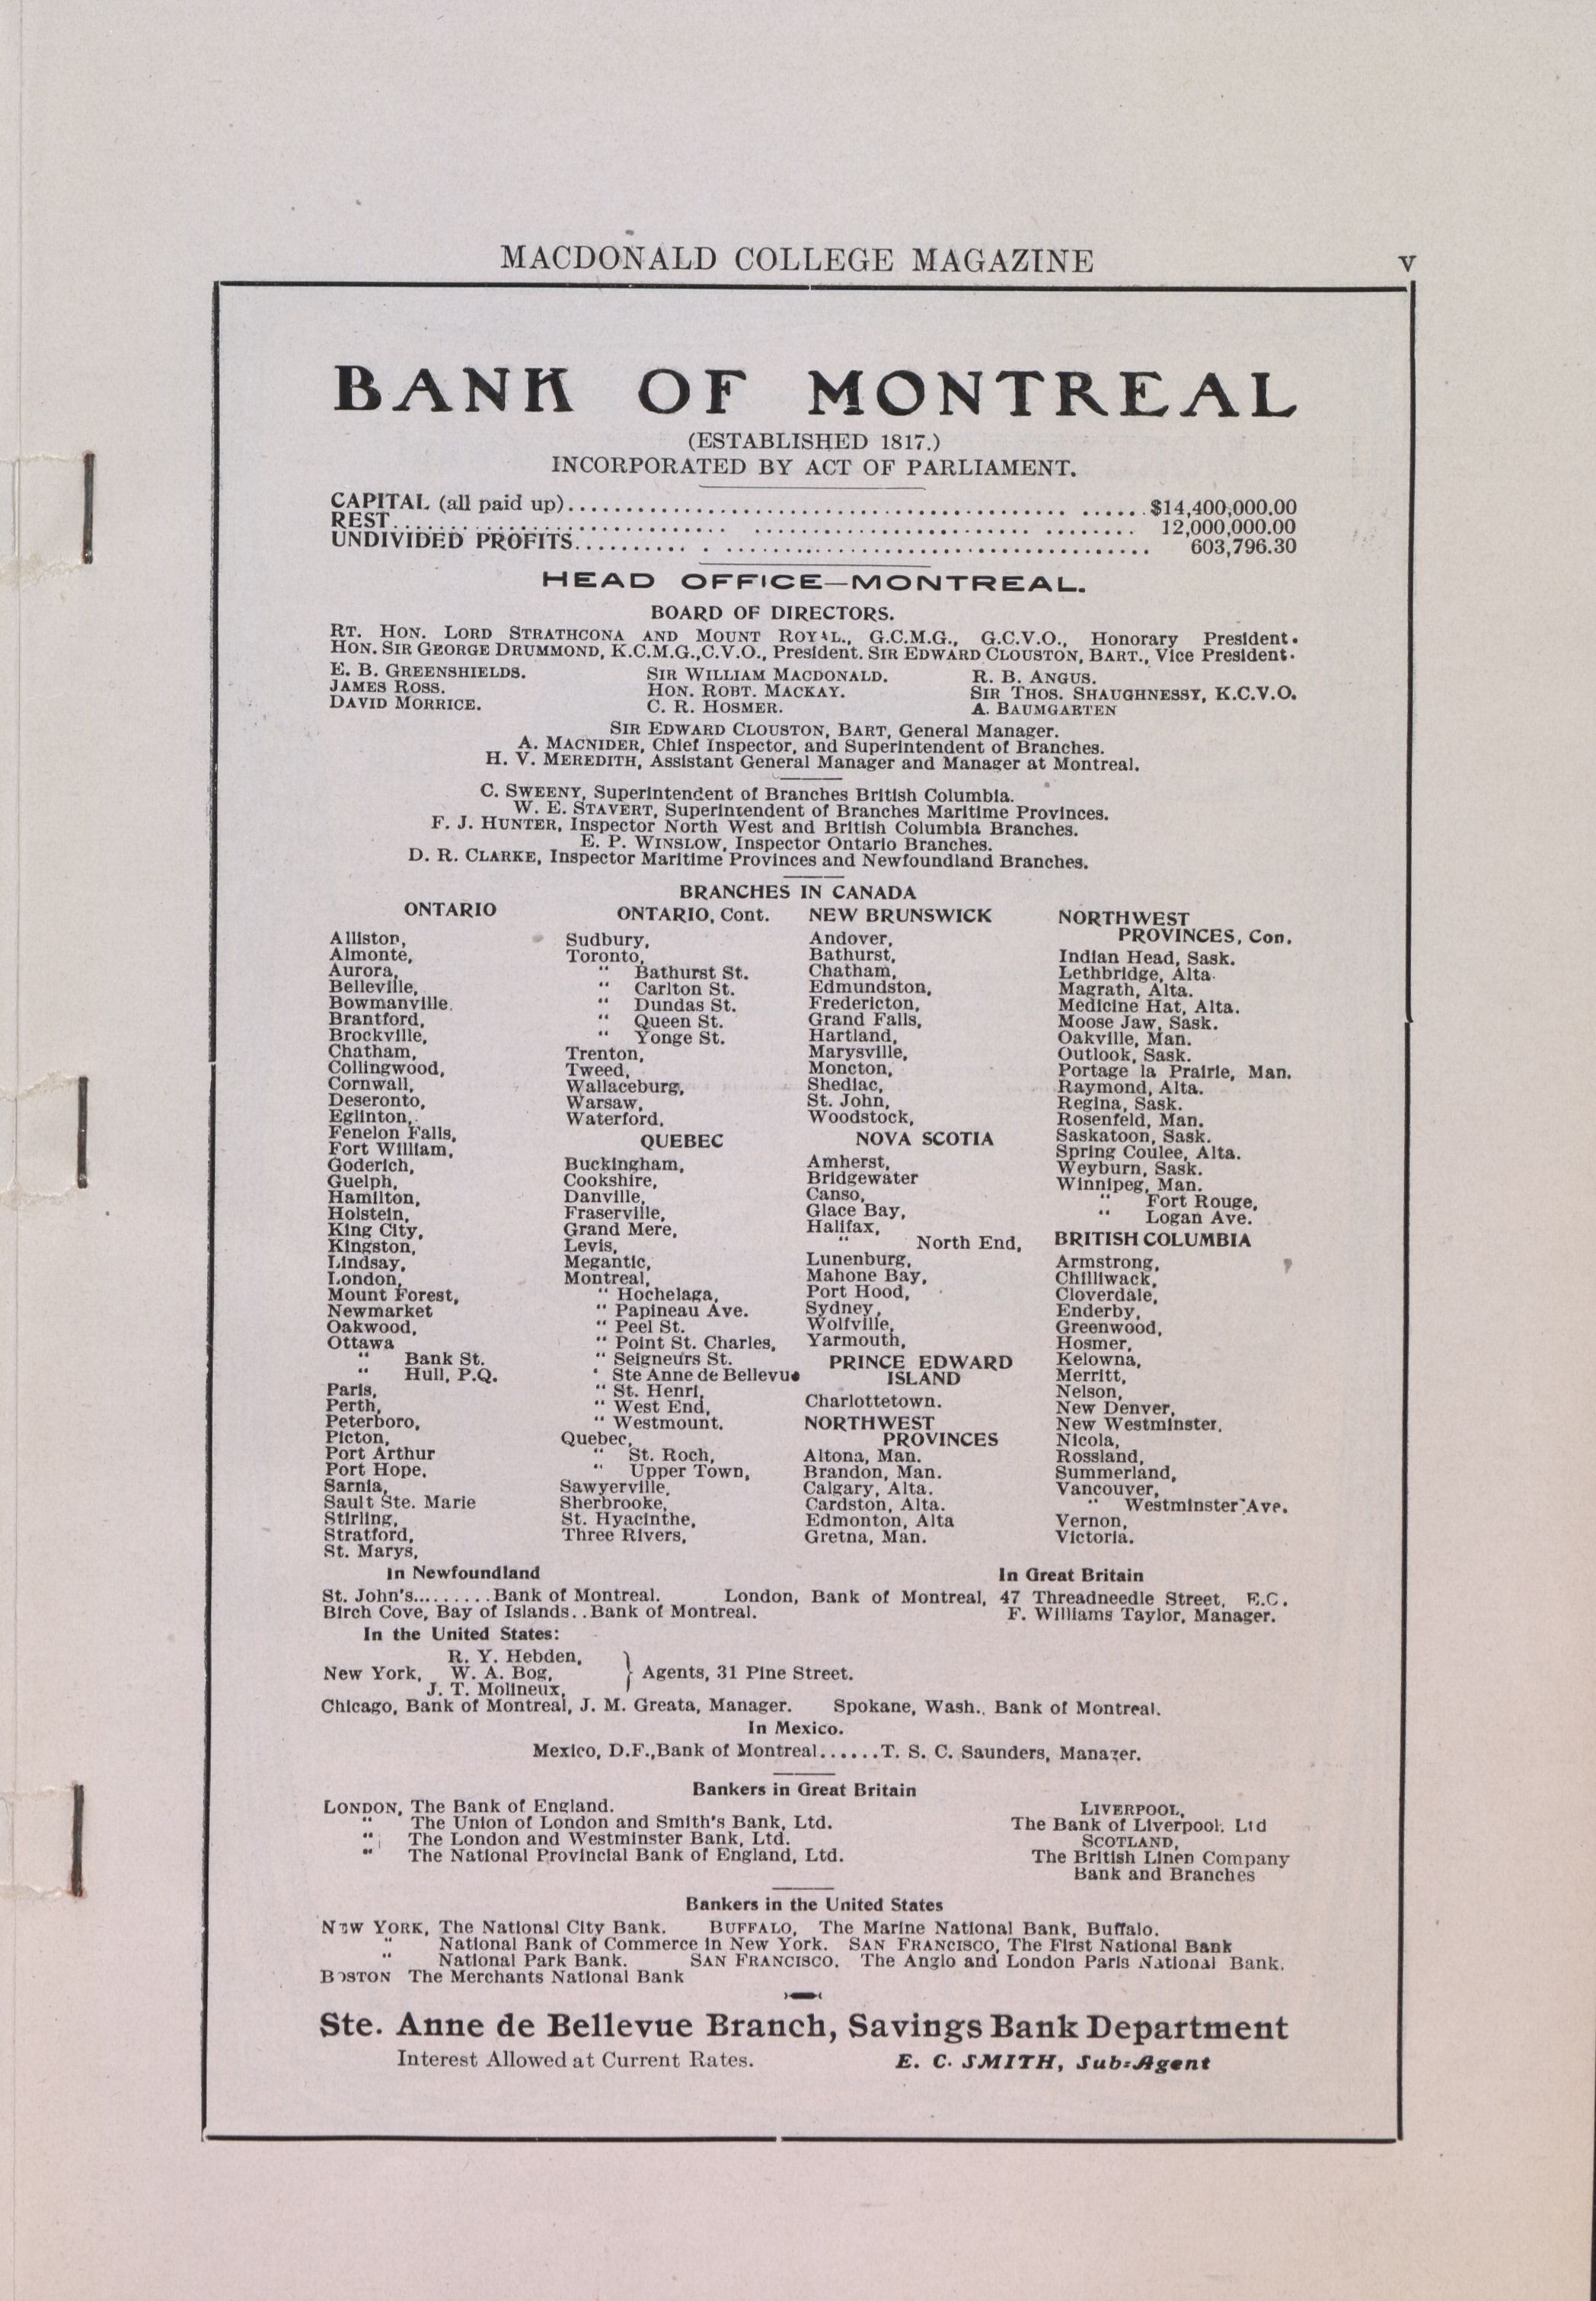 MACDONALD COLLEGE MAGAZINE v
BANK OF MONTREAL
(ESTABLISHED 1817.)
INCORPORATED BY ACT OF PARLIAMENT.
CAPITAL (all paid up)........................................................ $14,400,000.00
REST........................................................ 12,000,000.00
UNDIVIDED PROFITS........................................................ 603,796.30
HEAD OFFICE—MONTREAL.
BOARD OF DIRECTORS.
RT. HON. LORD STRATHCONA AND MOUNT ROYAL., G.C.M.G., G.C.V.O., Honorary President.
HON. SIR GEORGE DRUMMOND, K.C.M.G.,C.V.O., President. SIR EDWARD CLOUSTON, BART., Vice President.
E. B. GREENSHIELDS. SIR WILLIAM MACDONALD. R. B. ANGUS.
JAMES ROSS. HON. ROBT. MACKAY. SIR THOS. SHAUGHNESSY, K.C.V.O.
DAVID MORRICE. C. R. HOSMER. A. BAUMGARTEN
SIR EDWARD CLOUSTON, BART, General Manager.
A. MACNIDER, Chief Inspector, and Superintendent of Branches.
H. V. MEREDITH, Assistant General Manager and Manager at Montreal.
C. SWEENY, Superintendent of Branches British Columbia.
W. E. STAVERT, Superintendent of Branches Maritime Provinces.
F. J. HUNTER, Inspector North West and British Columbia Branches.
E. P. WINSLOW, Inspector Ontario Branches.
D. R. CLARKE, Inspector Maritime Provinces and Newfoundland Branches.
BRANCHES IN CANADA
ONTARIO
Alliston,
Almonte,
Aurora,
Belleville,
Bowmanville.
Brantford,
Brockville,
Chatham,
Collingwood,
Cornwall,
Deseronto,
Eglinton,
Fenelon Falls,
Fort William,
Goderich,
Guelph,
Hamilton,
Holstein,
King City,
Kingston,
Lindsay,
London,
Mount Forest,
Newmarket
Oakwood,
Ottawa
" Bank St.
" Hull, P.Q.
Paris,
Perth,
Peterboro,
Picton,
Port Arthur
Port Hope,
Sarnia,
Sault Ste. Marie
Stirling,
Stratford,
St. Marys,
ONTARIO, Cont.
Sudbury,
Toronto,
" Bathurst St.
" Carlton St.
" Dundas St.
" Queen St.
" Yonge St.
Trenton,
Tweed,
Wallaceburg,
Warsaw,
Waterford,
QUEBEC
Buckingham,
Cookshire,
Danville,
Fraserville,
Grand Mere,
Levis,
Megantic,
Montreal,
" Hochelaga,
" Papineau Ave.
" Peel St.
" Point St. Charles,
" Seigneurs St.
' Ste Anne de Bellevue
" St. Henri,
" West End,
" Westmount.
Quebec,
" St. Roch,
" Upper Town,
Sawyerville,
Sherbrooke,
St. Hyacinthe,
Three Rivers,
NEW BRUNSWICK
Andover,
Bathurst,
Chatham,
Edmundston,
Fredericton,
Grand Falls,
Hartland,
Marysville,
Moncton,
Shediac,
St. John,
Woodstock,
NOVA SCOTIA
Amherst,
Bridgewater
Canso,
Glace Bay,
Halifax,
" North End,
Lunenburg,
Mahone Bay,
Port Hood,
Sydney,
Wolfville,
Yarmouth,
PRINCE EDWARD
ISLAND
Charlottetown.
NORTHWEST
PROVINCES
Altona, Man.
Brandon, Man.
Calgary, Alta.
Cardston, Alta.
Edmonton, Alta
Gretna, Man.
NORTHWEST
PROVINCES, Con.
Indian Head, Sask.
Lethbridge, Alta.
Magrath, Alta.
Medicine Hat, Alta.
Moose Jaw, Sask.
Oakville, Man.
Outlook, Sask.
Portage la Prairie, Man.
Raymond, Alta.
Regina, Sask.
Rosenfeld, Man.
Saskatoon, Sask.
Spring Coulee, Alta.
Weyburn, Sask.
Winnipeg, Man.
" Fort Rouge,
" Logan Ave.
BRITISH COLUMBIA
Armstrong,
Chilliwack,
Cloverdale,
Enderby,
Greenwood,
Hosmer,
Kelowna,
Merritt,
Nelson,
New Denver,
New Westminster,
Nicola,
Rossland,
Summerland,
Vancouver,
" Westminster Ave.
Vernon,
Victoria.
In Newfoundland In Great Britain
St. John's.........Bank of Montreal. London, Bank of Montreal, 47 Threadneedle Street, E.C.
Birch Cove, Bay of Islands..Bank of Montreal. F. Williams Taylor, Manager.
In the United States:
R. Y. Hebden,
New York, W. A. Bog, } Agents, 31 Pine Street.
J. T. Molineux,
Chicago, Bank of Montreal, J. M. Greata, Manager. Spokane, Wash., Bank of Montreal.
In Mexico.
Mexico, D.F.,Bank of Montreal......T. S. C. Saunders, Manager.
Bankers in Great Britain
LONDON, The Bank of England.
" The Union of London and Smith's Bank, Ltd.
" The London and Westminster Bank, Ltd.
" The National Provincial Bank of England, Ltd.
LIVERPOOL,
The Bank of Liverpool, Ltd
SCOTLAND,
The British Linen Company
Bank and Branches
Bankers in the United States
NEW YORK, The National City Bank. BUFFALO, The Marine National Bank, Buffalo.
" National Bank of Commerce in New York. SAN FRANCISCO, The First National Bank
" National Park Bank. SAN FRANCISCO. The Anglo and London Paris National Bank.
BOSTON The Merchants National Bank
Ste. Anne de Bellevue Branch, Savings Bank Department
Interest Allowed at Current Rates. E. C. SMITH, Sub-Agent